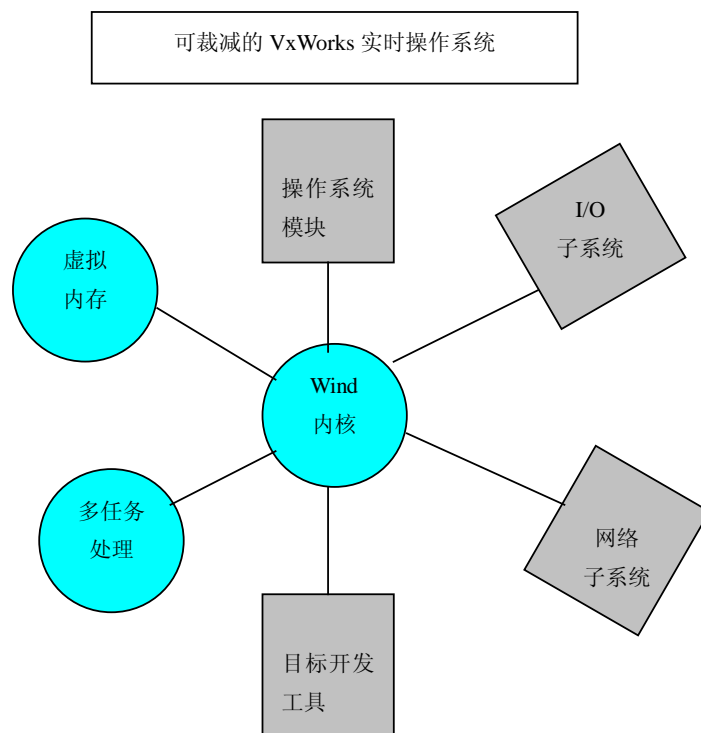 可裁减的 VxWorks 实时操作系统
操作系统
模块
I/O
子系统
虚拟
内存
Wind
内核
多任务
处理
网络
子系统
目标开发
工具